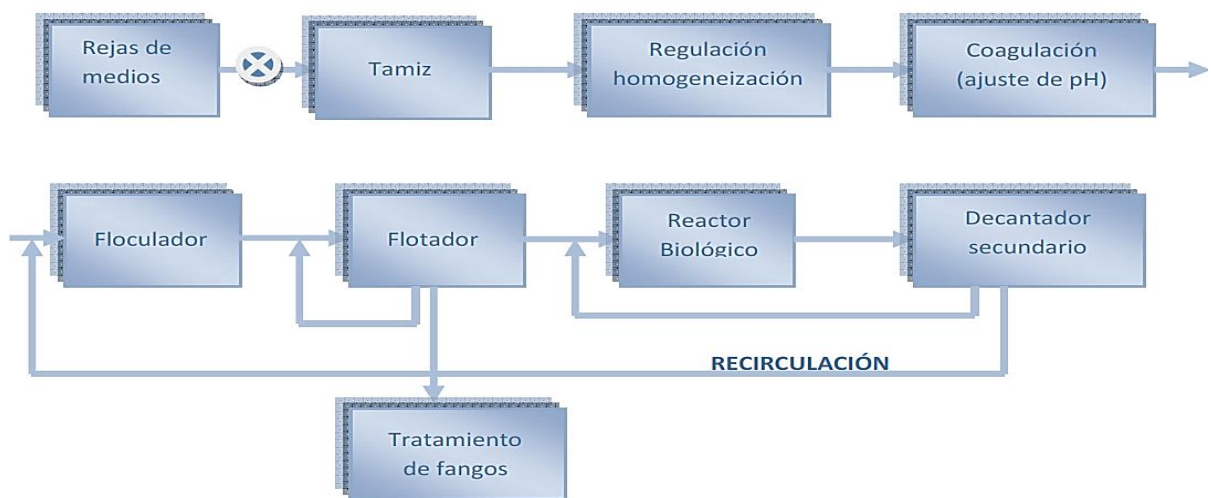 Rejas de
medios
Tamiz
Regulación
homogeneización
Coagulación
(ajuste de pH)
Floculador
Flotador
Reactor
Biológico
Decantador
secundario
RECIRCULACIÓN
Tratamiento
de fangos